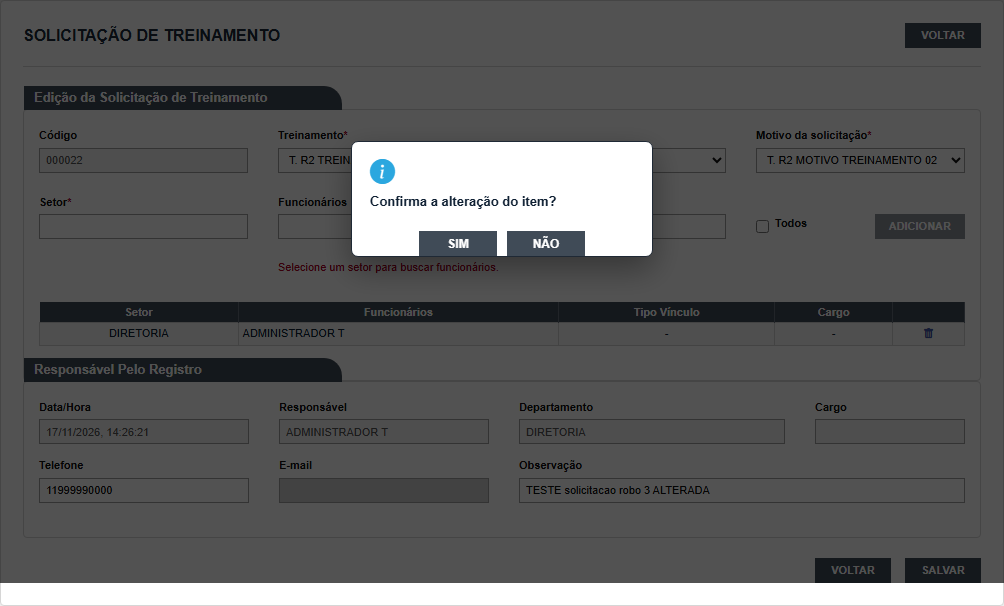 SOLICITAÇÃO DE TREINAMENTO
VOLTAR
Edição da Solicitação de Treinamento
Código
Treinamento*
Motivo da solicitação*
000022
T. R2 TREIN
T. R2 MOTIVO TREINAMENTO 02
i
Confirma a alteração do item?
SIM
NÃO
Setor*
Funcionários
Todos
ADICIONAR
Selecione um setor para buscar funcionários.
Setor
Funcionários
Tipo Vínculo
Cargo
DIRETORIA
ADMINISTRADOR T
-
-
Responsável Pelo Registro
Data/Hora
Responsável
Departamento
Cargo
17/11/2026, 14:26:21
ADMINISTRADOR T
DIRETORIA
Telefone
E-mail
Observação
11999990000
TESTE solicitacao robo 3 ALTERADA
VOLTAR
SALVAR